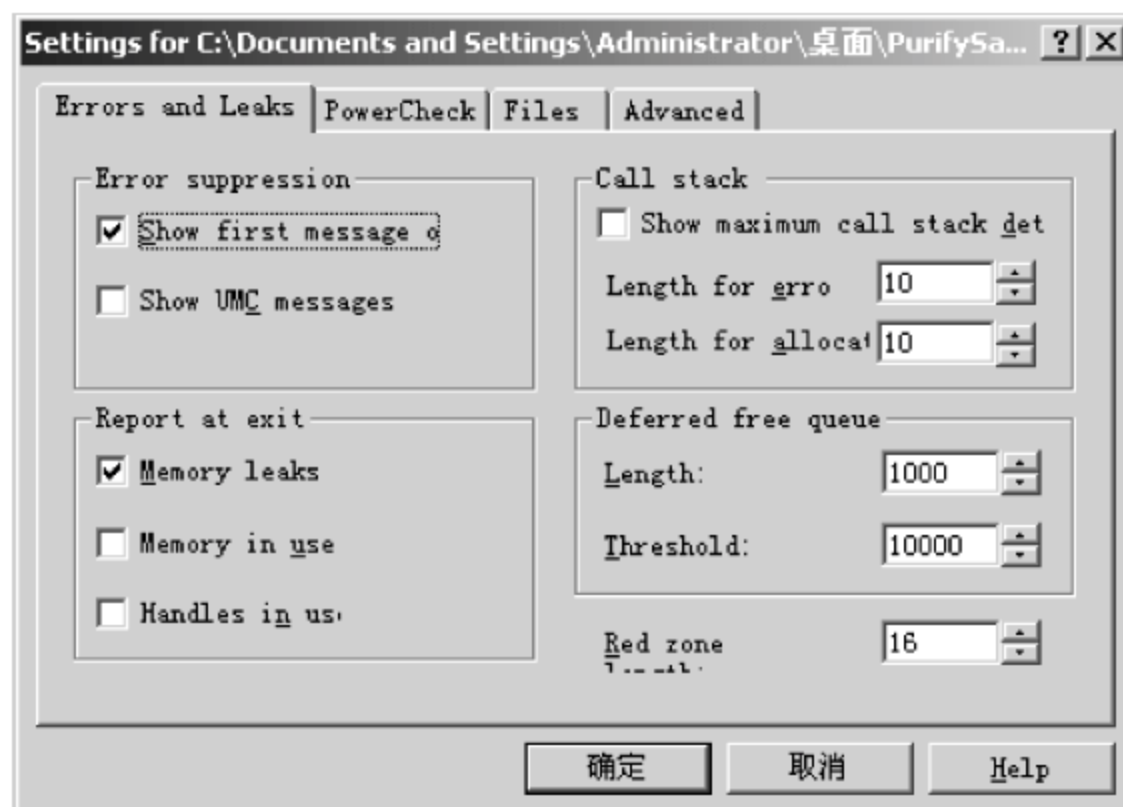 Settings for C:\Documents and Settings\Administrator\桌面\PurifySa...
Errors and Leaks PowerCheck Files Advanced
Error suppression
Show first message o
Show UMC messages
Report at exit
Memory leaks
Memory in use
Handles in us
Call stack
Show maximum call stack det
Length for erro 10
Length for allocat 10
Deferred free queue
Length: 1000
Threshold: 10000
Red zone 16
length:
确定 取消 Help